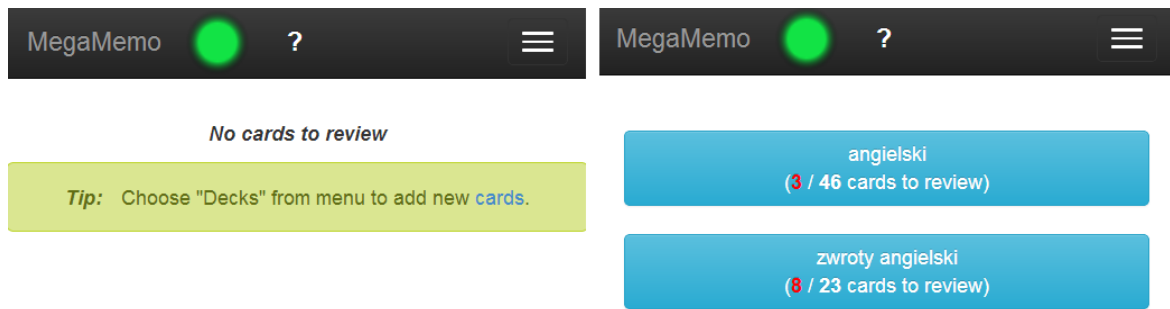 MegaMemo ?
No cards to review
Tip: Choose "Decks" from menu to add new cards.
MegaMemo ?
angielski
(3 / 46 cards to review)
zwroty angielski
(8 / 23 cards to review)